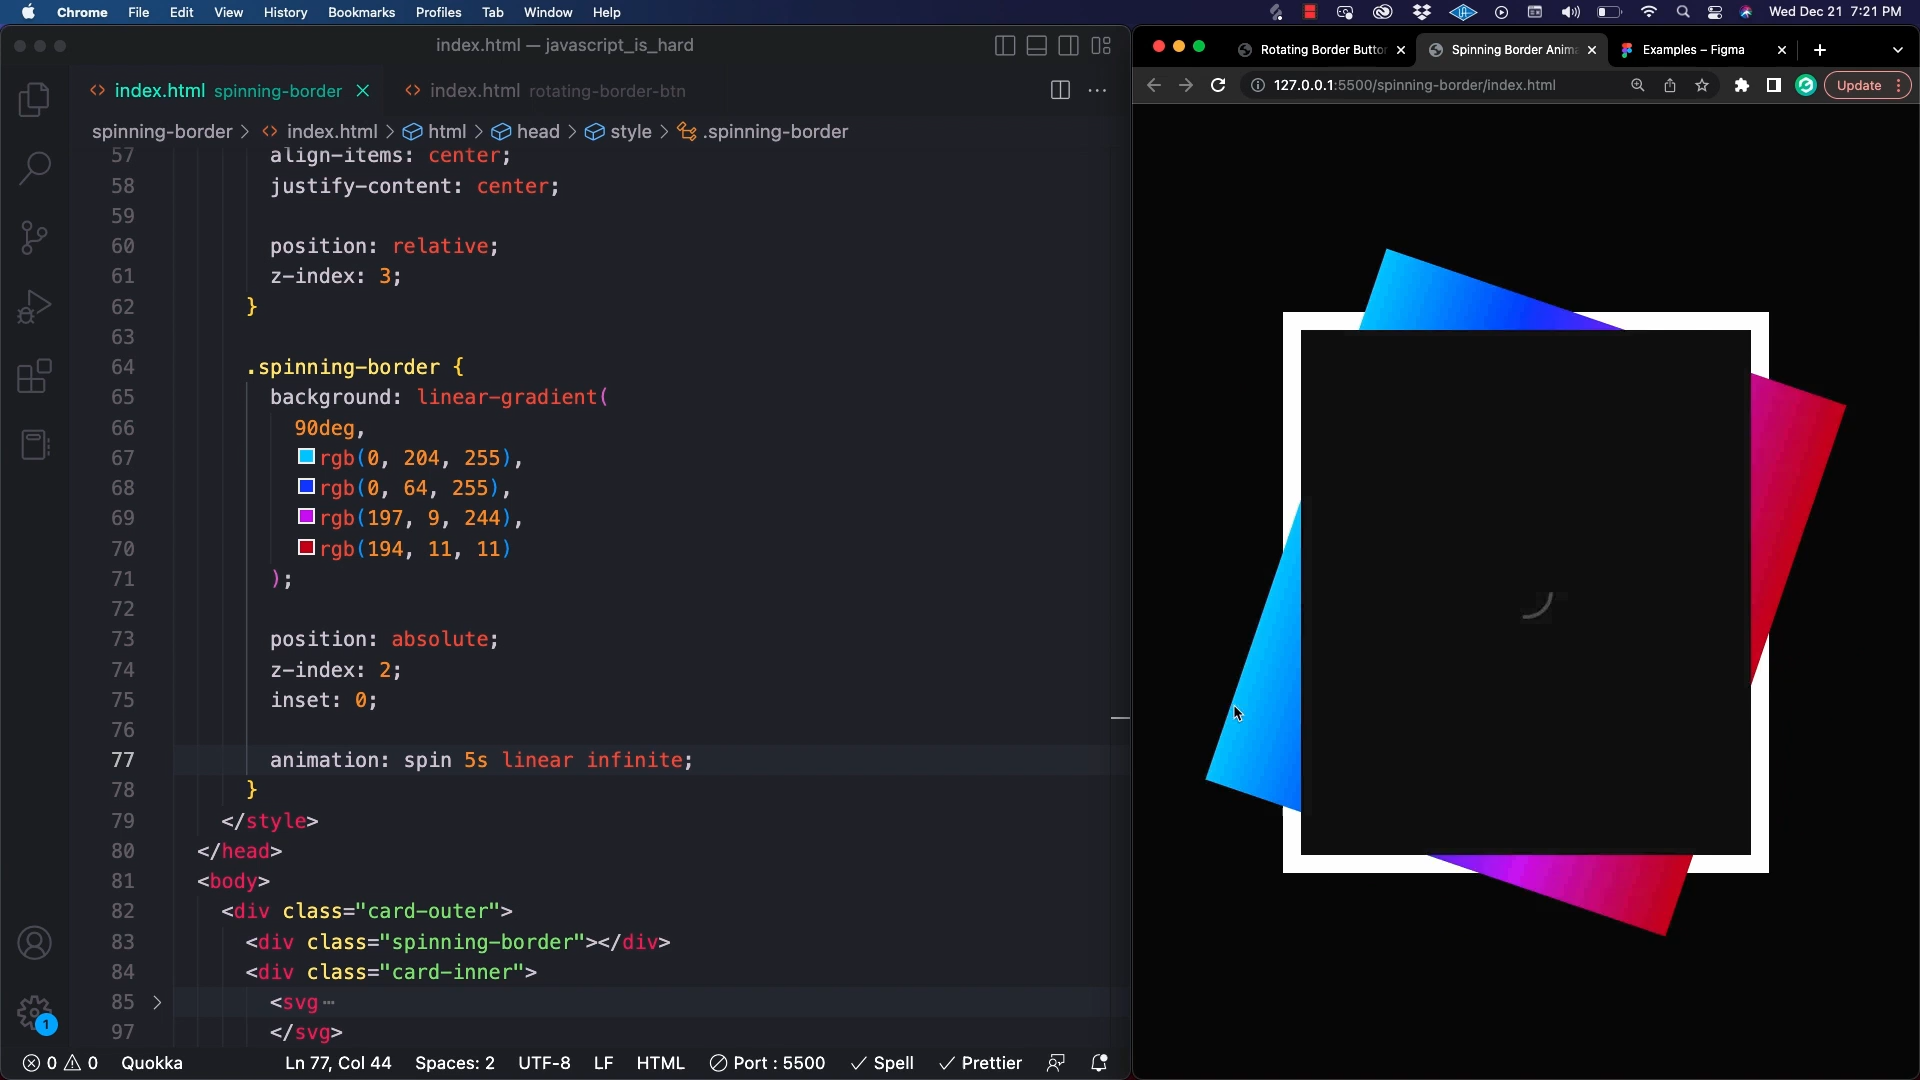 Chrome File Edit View History Bookmarks Profiles Tab Window Help
Wed Dec 21 7:21 PM
index.html — javascript_is_hard
index.html spinning-border
index.html rotating-border-btn
spinning-border > index.html > html > head > style > .spinning-border
57 align-items: center;
58 justify-content: center;
59
60 position: relative;
61 z-index: 3;
62 }
63
64 .spinning-border {
65 background: linear-gradient(
66 90deg,
67 rgb(0, 204, 255),
68 rgb(0, 64, 255),
69 rgb(197, 9, 244),
70 rgb(194, 11, 11)
71 );
72
73 position: absolute;
74 z-index: 2;
75 inset: 0;
76
77 animation: spin 5s linear infinite;
78 }
79 </style>
80 </head>
81 <body>
82 <div class="card-outer">
83 <div class="spinning-border"></div>
84 <div class="card-inner">
85 <svg…
97 </svg>
1
0 0 Quokka
Ln 77, Col 44 Spaces: 2 UTF-8 LF HTML Port : 5500 Spell Prettier
Rotating Border Butto
Spinning Border Anima
Examples – Figma
127.0.0.1:5500/spinning-border/index.html
Update